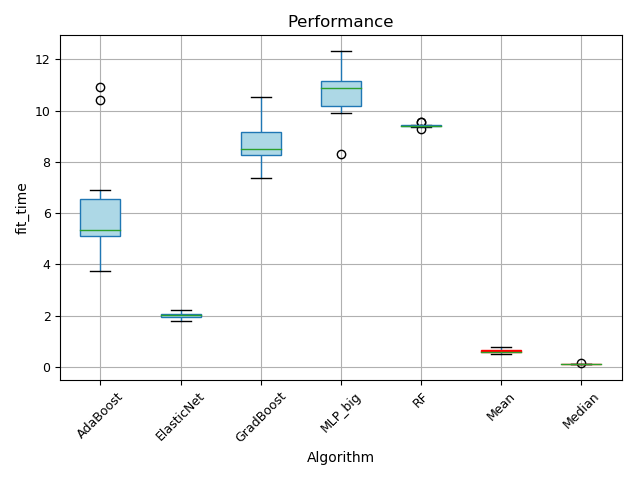 Performance
fit_time
12
10
8
6
4
2
0
AdaBoost
ElasticNet
GradBoost
MLP_big
RF
Mean
Median
Algorithm